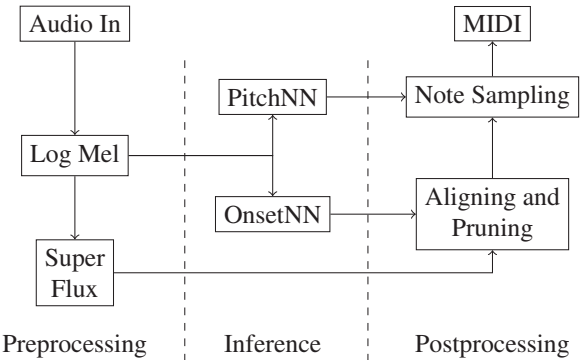 Audio In
MIDI
PitchNN
Note Sampling
Log Mel
OnsetNN
Aligning and
Pruning
Super
Flux
Preprocessing
Inference
Postprocessing